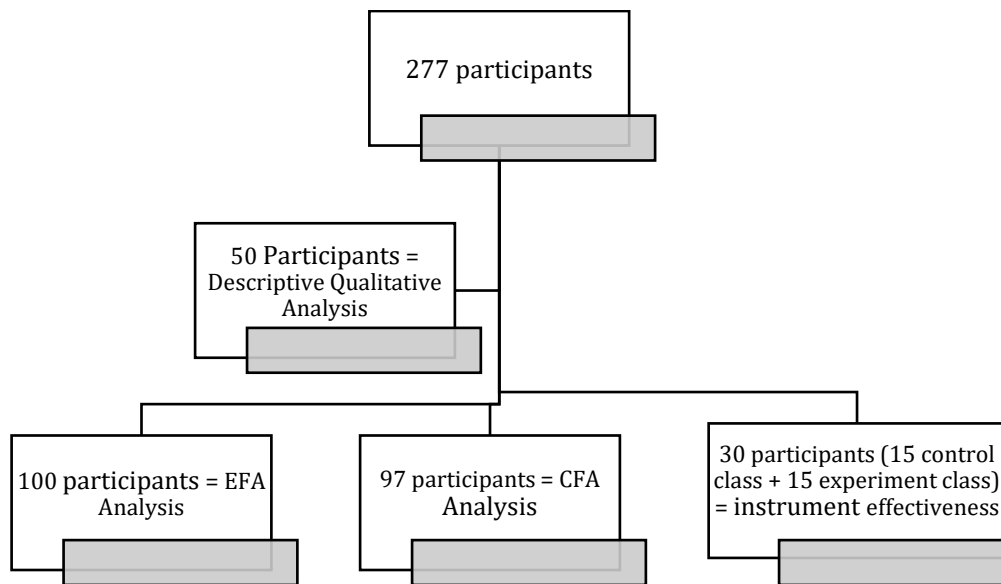 277 participants
50 Participants =
Descriptive Qualitative
Analysis
100 participants = EFA
Analysis
97 participants = CFA
Analysis
30 participants (15 control
class + 15 experiment class)
= instrument effectiveness